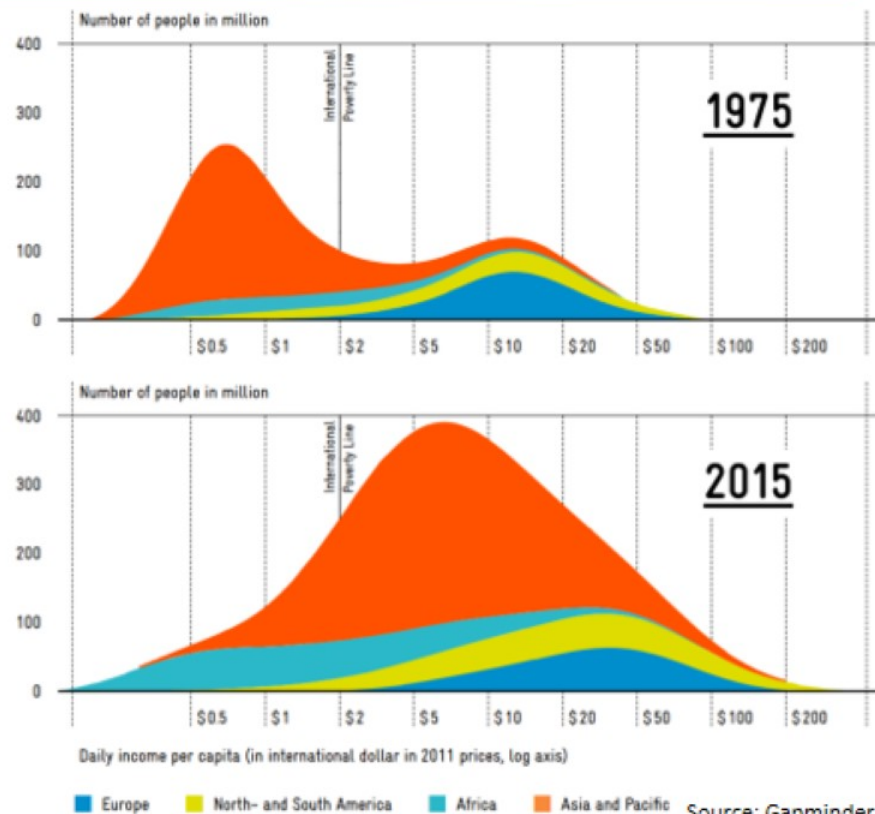 Number of people in million
400
International
Poverty Line
1975
300
200
100
0
$0.5 $1 $2 $5 $10 $20 $50 $100 $200
Number of people in million
400
International
Poverty Line
2015
300
200
100
0
$0.5 $1 $2 $5 $10 $20 $50 $100 $200
Daily income per capita (in international dollar in 2011 prices, log axis)
Europe North- and South America Africa Asia and Pacific Source: Gapminder